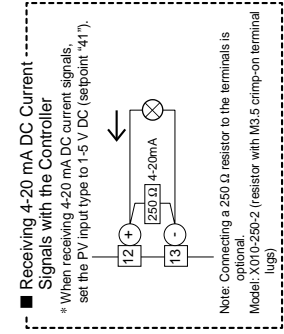 ■ Receiving 4-20 mA DC Current
Signals with the Controller
* When receiving 4-20 mA DC current signals,
set the PV input type to 1-5 V DC (setpoint “41”).
12
+
250 Ω
4-20mA
13
-
Note: Connecting a 250 Ω resistor to the terminals is
optional.
Model: X010-250-2 (resistor with M3.5 crimp-on terminal
lugs)